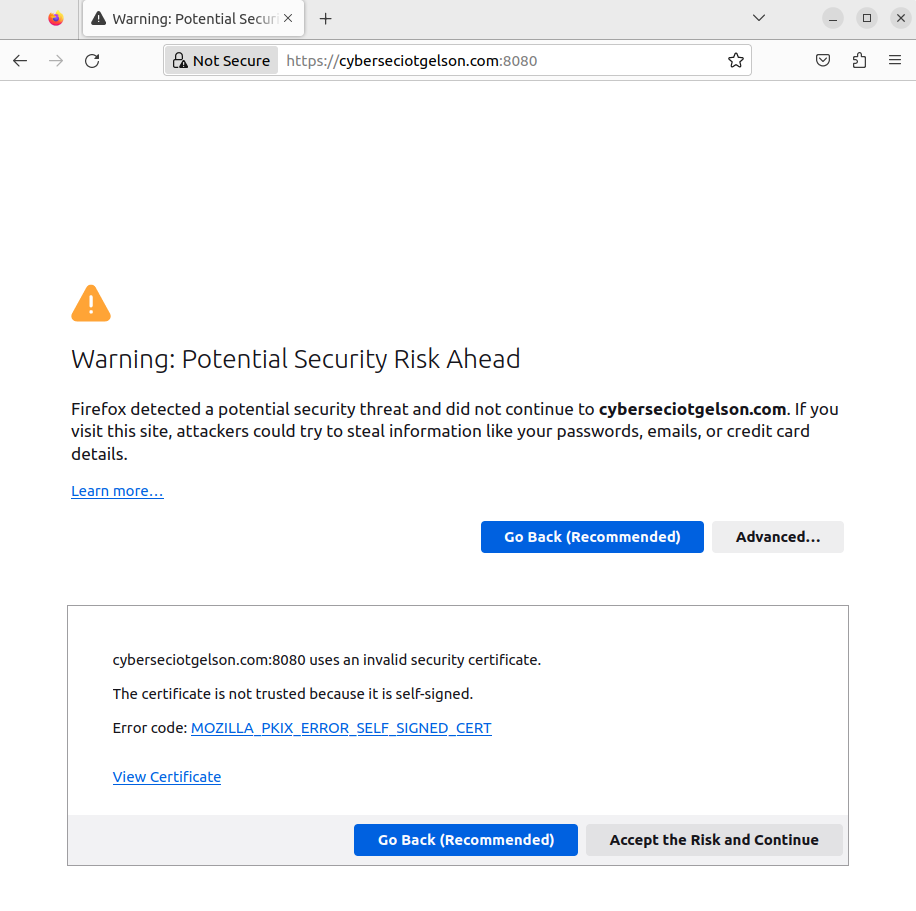 Warning: Potential Securi
Not Secure https://cyberseciotgelson.com:8080
Warning: Potential Security Risk Ahead
Firefox detected a potential security threat and did not continue to cyberseciotgelson.com. If you
visit this site, attackers could try to steal information like your passwords, emails, or credit card
details.
Learn more…
Go Back (Recommended) Advanced…
cyberseciotgelson.com:8080 uses an invalid security certificate.
The certificate is not trusted because it is self-signed.
Error code: MOZILLA_PKIX_ERROR_SELF_SIGNED_CERT
View Certificate
Go Back (Recommended) Accept the Risk and Continue